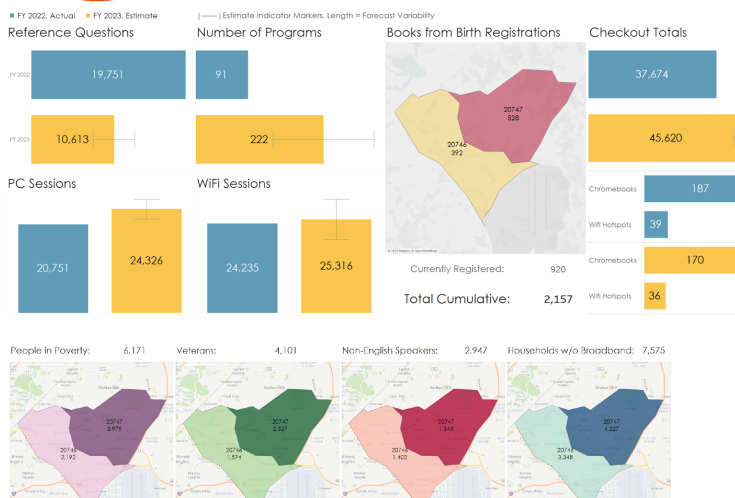 FY 2022, Actual FY 2023, Estimate |——| Estimate Indicator Markers, Length = Forecast Variability
Reference Questions Number of Programs Books from Birth Registrations Checkout Totals
FY 2022 19,751 91 37,674
20747
528
20746
392
FY 2023 10,613 222 45,620
PC Sessions WiFi Sessions
Chromebooks 187
Wifi Hotspots 39
20,751 24,326 24,235 25,316
Chromebooks 170
Wifi Hotspots 36
Currently Registered: 920
Total Cumulative: 2,157
People in Poverty: 6,171 Veterans: 4,101 Non-English Speakers: 2,947 Households w/o Broadband: 7,575
20747
3,979
20746
2,192
20747
2,527
20746
1,574
20747
1,545
20746
1,402
20747
4,227
20746
3,348